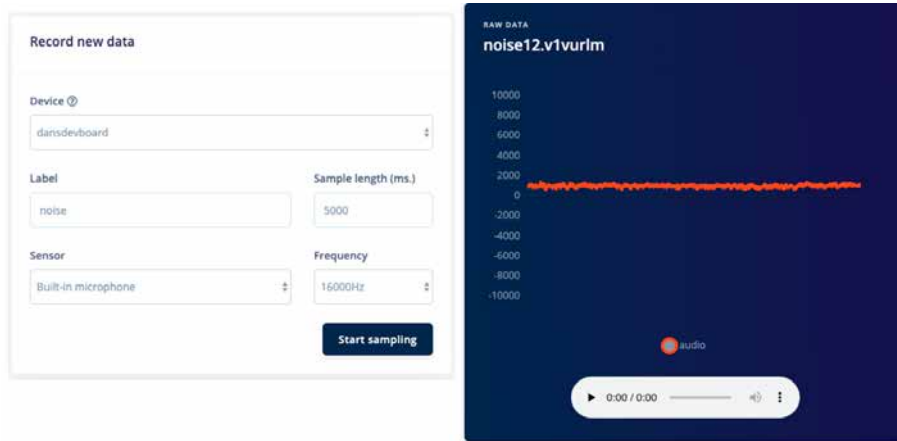 Record new data
Device ?
dansdevboard
Label
Sample length (ms.)
noise
5000
Sensor
Frequency
Built-in microphone
16000Hz
Start sampling
RAW DATA
noise12.v1vurlm
10000
8000
6000
4000
2000
0
-2000
-4000
-6000
-8000
-10000
audio
0:00 / 0:00